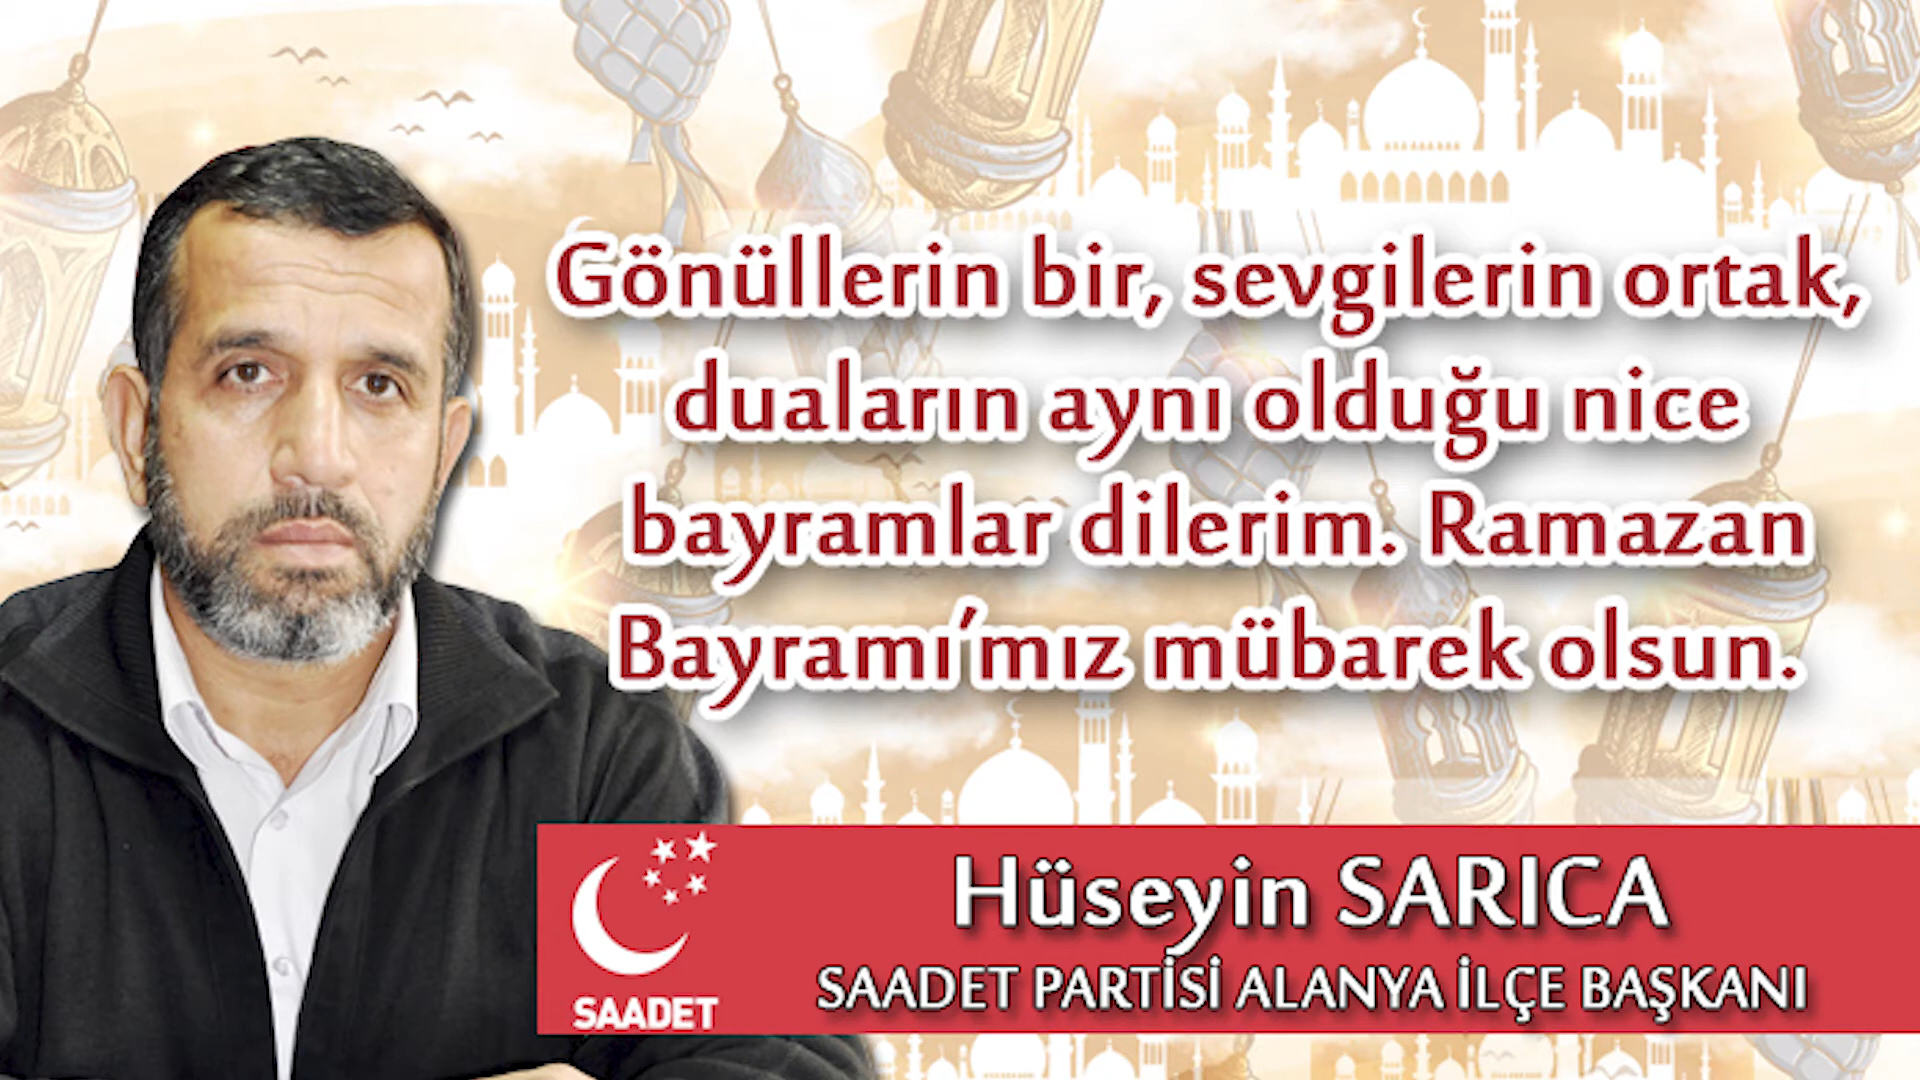 Gönüllerin bir, sevgilerin ortak,
duaların aynı olduğu nice
bayramlar dilerim. Ramazan
Bayramı'mız mübarek olsun.
Hüseyin SARICA
SAADET PARTİSİ ALANYA İLÇE BAŞKANI
SAADET